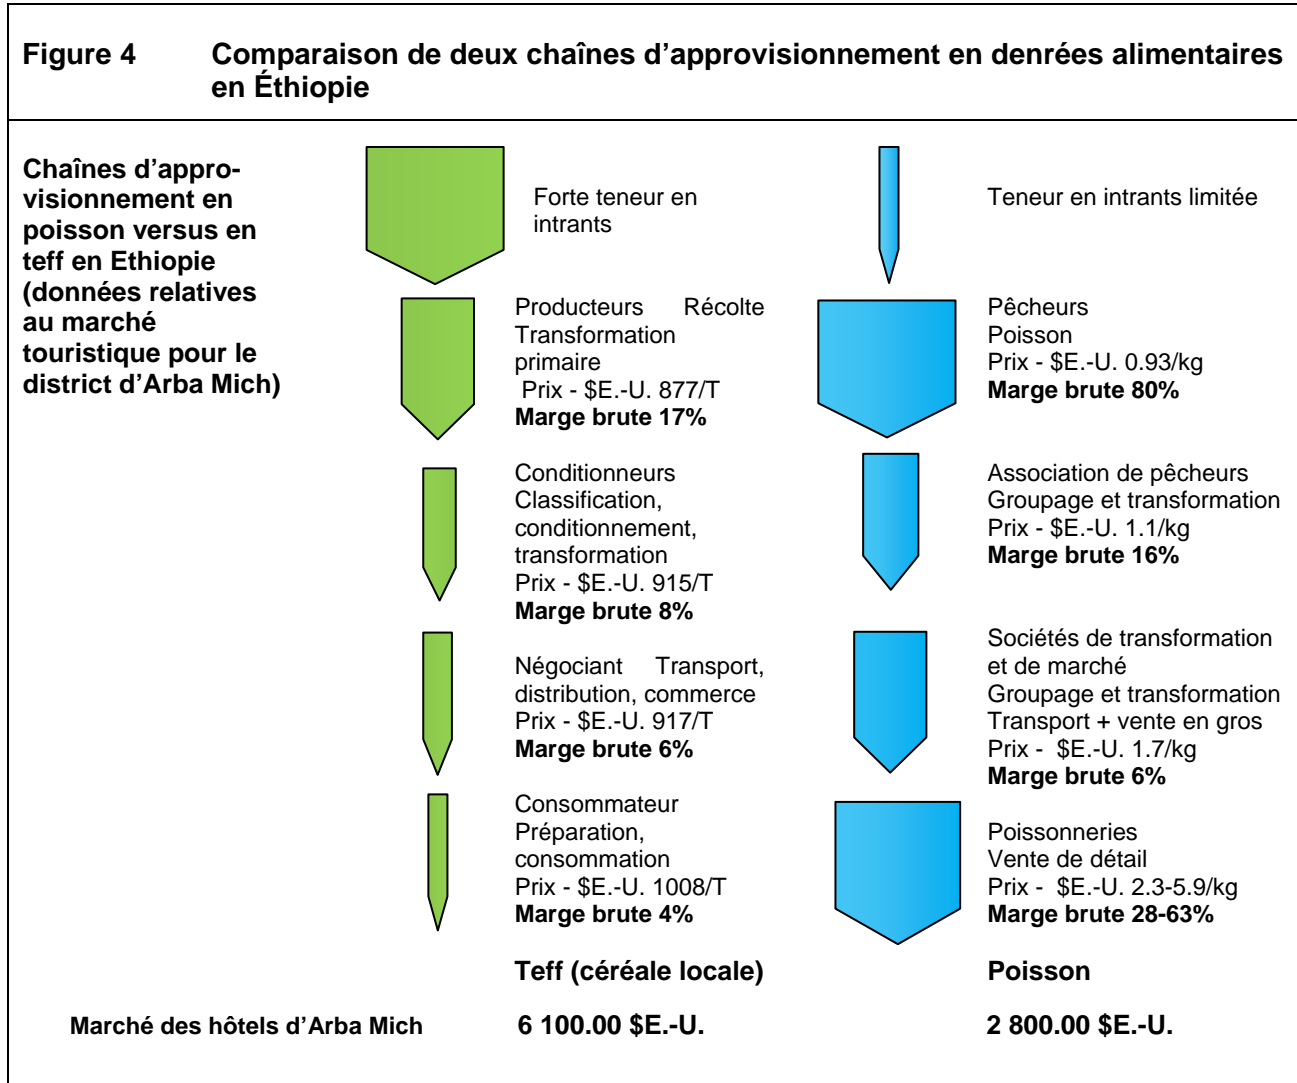 Figure 4 Comparaison de deux chaînes d’approvisionnement en denrées alimentaires
en Éthiopie
Chaînes d’appro-
visionnement en
poisson versus en
teff en Ethiopie
(données relatives
au marché
touristique pour le
district d’Arba Mich)
Forte teneur en
intrants
Producteurs Récolte
Transformation
primaire
Prix - $E.-U. 877/T
Marge brute 17%
Conditionneurs
Classification,
conditionnement,
transformation
Prix - $E.-U. 915/T
Marge brute 8%
Négociant Transport,
distribution, commerce
Prix - $E.-U. 917/T
Marge brute 6%
Consommateur
Préparation,
consommation
Prix - $E.-U. 1008/T
Marge brute 4%
Teff (céréale locale)
Teneur en intrants limitée
Pêcheurs
Poisson
Prix - $E.-U. 0.93/kg
Marge brute 80%
Association de pêcheurs
Groupage et transformation
Prix - $E.-U. 1.1/kg
Marge brute 16%
Sociétés de transformation
et de marché
Groupage et transformation
Transport + vente en gros
Prix - $E.-U. 1.7/kg
Marge brute 6%
Poissonneries
Vente de détail
Prix - $E.-U. 2.3-5.9/kg
Marge brute 28-63%
Poisson
Marché des hôtels d’Arba Mich 6 100.00 $E.-U. 2 800.00 $E.-U.